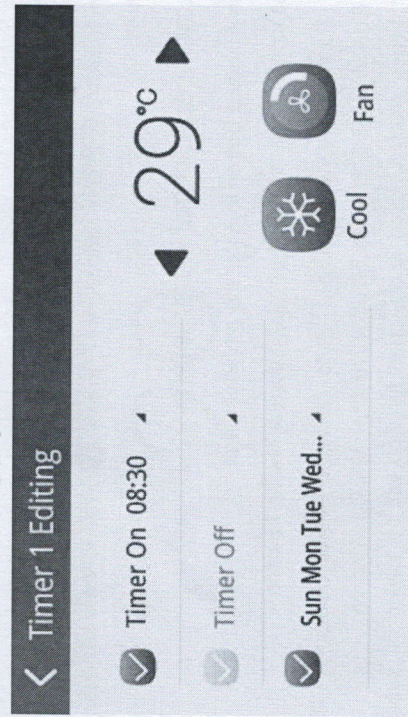 Timer 1 Editing
Timer On 08:30
Timer Off
Sun Mon Tue Wed...
29°C
Cool
Fan